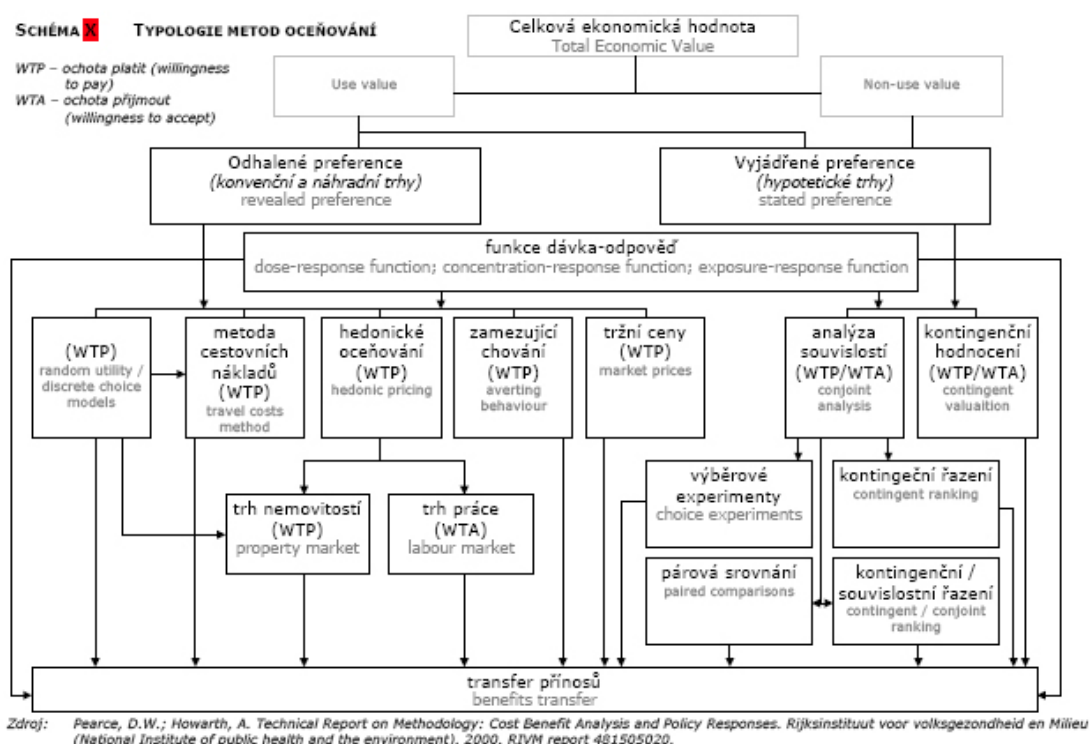 SCHÉMA X TYPOLOGIE METOD OCEŇOVÁNÍ
WTP – ochota platit (willingness
to pay)
WTA – ochota přijmout
(willingness to accept)
Celková ekonomická hodnota
Total Economic Value
Use value
Non-use value
Odhalené preference
(konvenční a náhradní trhy)
revealed preference
Vyjádřené preference
(hypotetické trhy)
stated preference
funkce dávka-odpověď
dose-response function; concentration-response function; exposure-response function
(WTP)
random utility /
discrete choice
models
metoda
cestovních
nákladů
(WTP)
travel costs
method
hedonické
oceňování
(WTP)
hedonic pricing
zamezující
chování
(WTP)
averting
behaviour
tržní ceny
(WTP)
market prices
analýza
souvislostí
(WTP/WTA)
conjoint
analysis
kontingenční
hodnocení
(WTP/WTA)
contingent
valuaition
trh nemovitostí
(WTP)
property market
trh práce
(WTA)
labour market
výběrové
experimenty
choice experiments
kontigeční řazení
contingent ranking
párová srovnání
paired comparisons
kontingenční /
souvislostní řazení
contingent / conjoint
ranking
transfer přínosů
benefits transfer
Zdroj: Pearce, D.W.; Howarth, A. Technical Report on Methodology: Cost Benefit Analysis and Policy Responses. Rijksinstituut voor volksgezondheid en Milieu
(National Institute of public health and the environment), 2000, RIVM report 481505020.